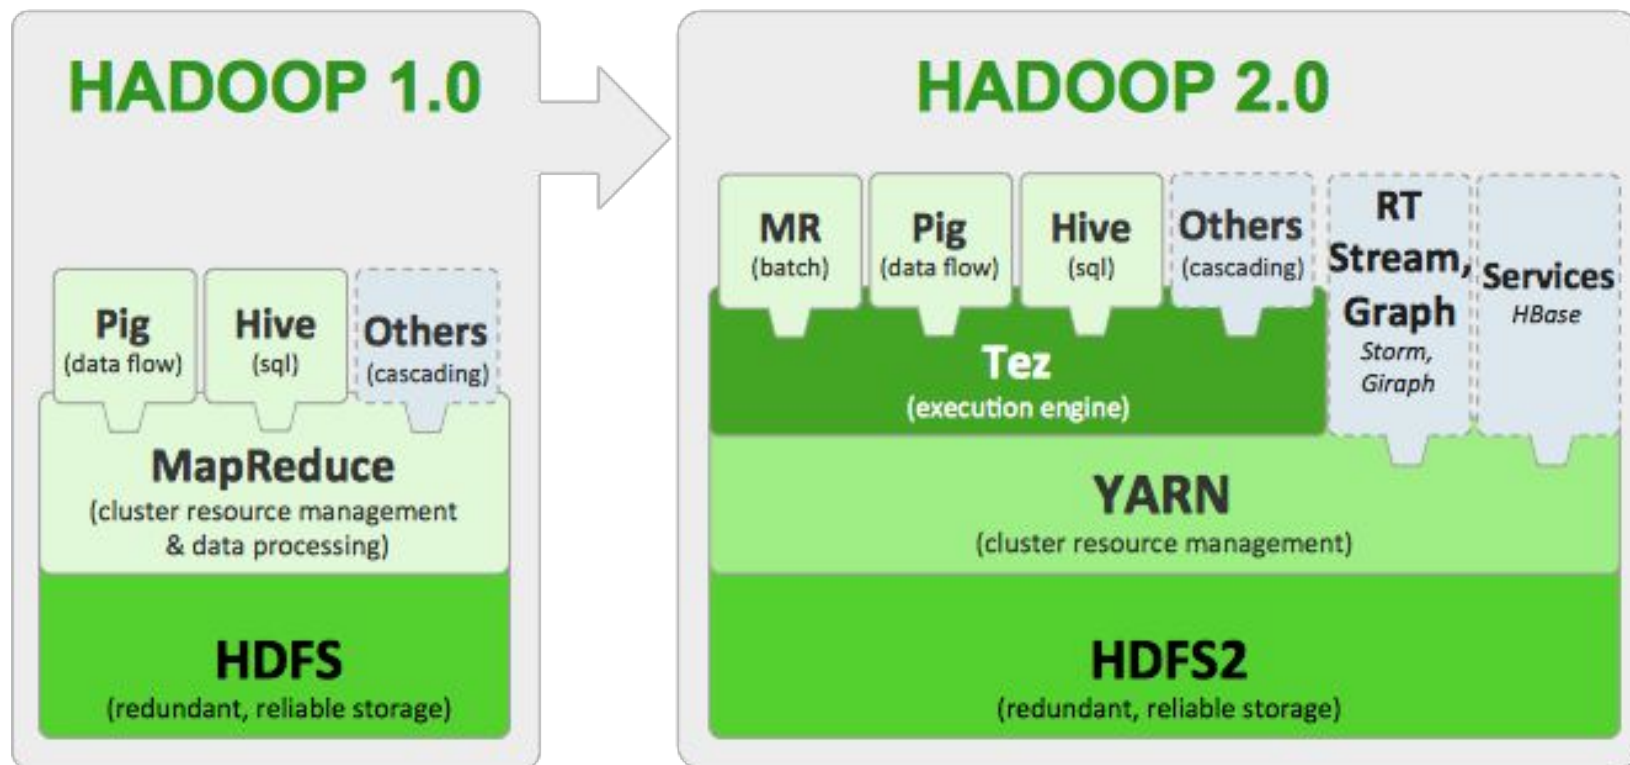 HADOOP 1.0
Pig
(data flow)
Hive
(sql)
Others
(cascading)
MapReduce
(cluster resource management
& data processing)
HDFS
(redundant, reliable storage)
HADOOP 2.0
MR
(batch)
Pig
(data flow)
Hive
(sql)
Others
(cascading)
RT
Stream,
Graph
Storm,
Giraph
Services
HBase
Tez
(execution engine)
YARN
(cluster resource management)
HDFS2
(redundant, reliable storage)